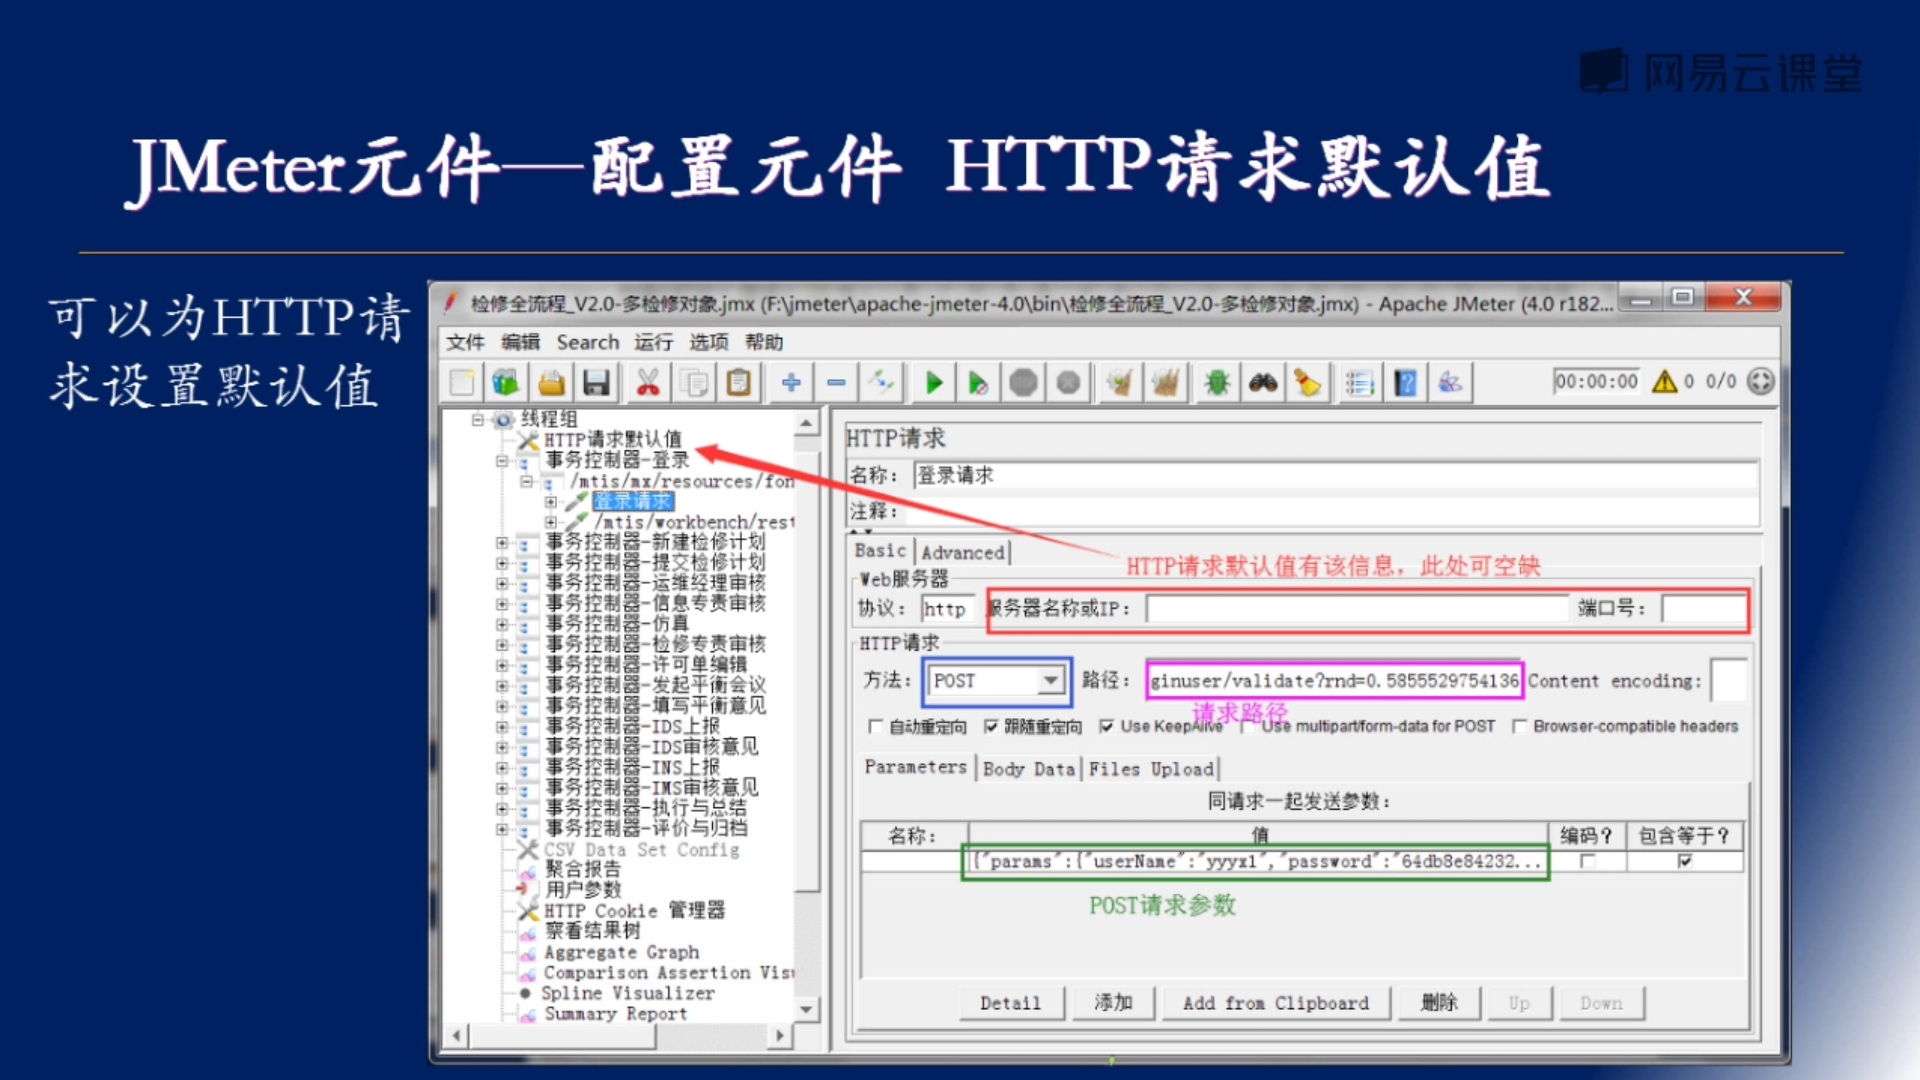 网易云课堂
JMeter元件—配置元件 HTTP请求默认值
可以为HTTP请
求设置默认值
检修全流程_V2.0-多检修对象.jmx (F:\jmeter\apache-jmeter-4.0\bin\检修全流程_V2.0-多检修对象.jmx) - Apache JMeter (4.0 r182...
文件 编辑 Search 运行 选项 帮助
00:00:00 0 0/0
线程组
HTTP请求默认值
事务控制器-登录
/mtis/mx/resources/fon
登录请求
/mtis/workbench/rest
事务控制器-新建检修计划
事务控制器-提交检修计划
事务控制器-运维经理审核
事务控制器-信息专责审核
事务控制器-仿真
事务控制器-检修专责审核
事务控制器-许可单编辑
事务控制器-发起平衡会议
事务控制器-填写平衡意见
事务控制器-IDS上报
事务控制器-IDS审核意见
事务控制器-INS上报
事务控制器-IMS审核意见
事务控制器-执行与总结
事务控制器-评价与归档
CSV Data Set Config
聚合报告
用户参数
HTTP Cookie 管理器
察看结果树
Aggregate Graph
Comparison Assertion Visu
Spline Visualizer
Summary Report
HTTP请求
名称： 登录请求
注释：
Basic Advanced
HTTP请求默认值有该信息，此处可空缺
Web服务器
协议： http 服务器名称或IP： 端口号：
HTTP请求
方法： POST 路径： ginuser/validate?rnd=0.5855529754136 Content encoding:
请求路径
自动重定向 跟随重定向 Use KeepAlive Use multipart/form-data for POST Browser-compatible headers
Parameters Body Data Files Upload
同请求一起发送参数：
名称： 值 编码？ 包含等于？
{"params":{"userName":"yyyx1","password":"64db8e84232...
POST请求参数
Detail 添加 Add from Clipboard 删除 Up Down